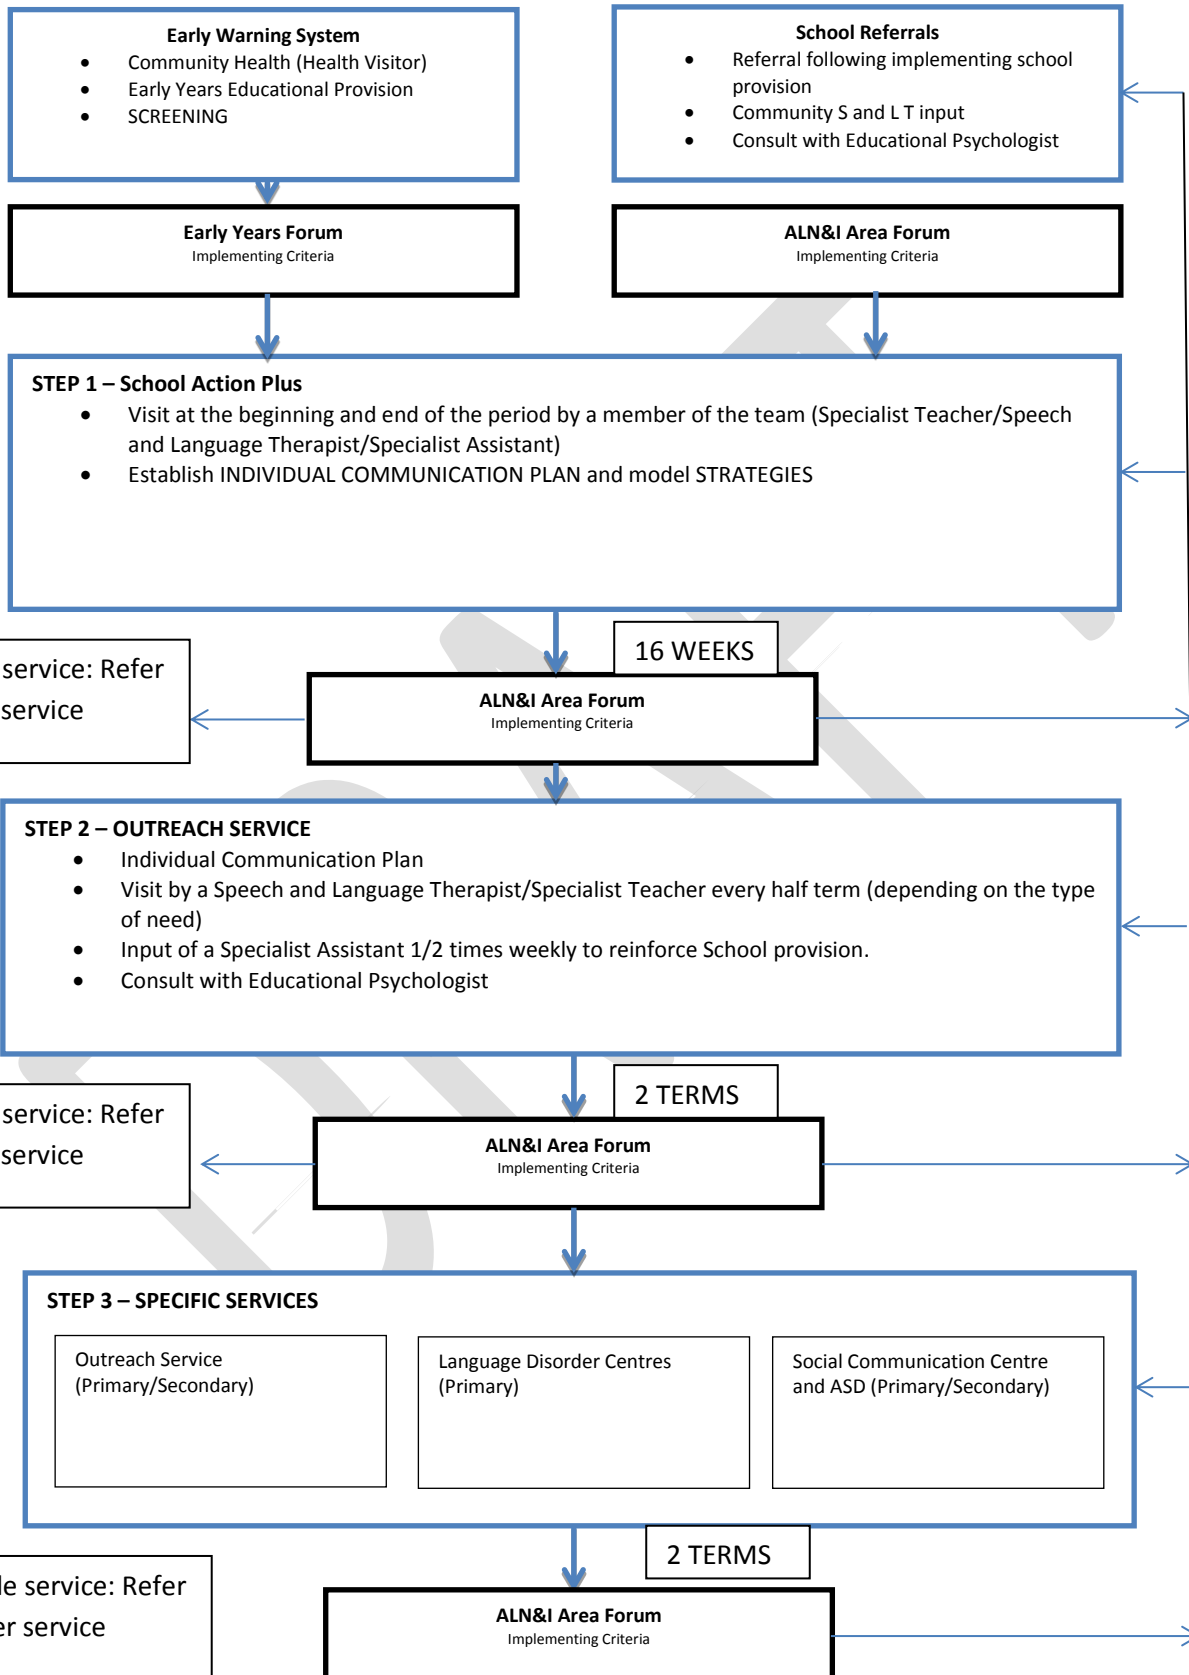 Early Warning System
• Community Health (Health Visitor)
• Early Years Educational Provision
• SCREENING
School Referrals
• Referral following implementing school
provision
• Community S and L T input
• Consult with Educational Psychologist
Early Years Forum
Implementing Criteria
ALN&I Area Forum
Implementing Criteria
STEP 1 – School Action Plus
• Visit at the beginning and end of the period by a member of the team (Specialist Teacher/Speech
and Language Therapist/Specialist Assistant)
• Establish INDIVIDUAL COMMUNICATION PLAN and model STRATEGIES
16 WEEKS
service: Refer
service
ALN&I Area Forum
Implementing Criteria
STEP 2 – OUTREACH SERVICE
• Individual Communication Plan
• Visit by a Speech and Language Therapist/Specialist Teacher every half term (depending on the type
of need)
• Input of a Specialist Assistant 1/2 times weekly to reinforce School provision.
• Consult with Educational Psychologist
2 TERMS
service: Refer
service
ALN&I Area Forum
Implementing Criteria
STEP 3 – SPECIFIC SERVICES
Outreach Service
(Primary/Secondary)
Language Disorder Centres
(Primary)
Social Communication Centre
and ASD (Primary/Secondary)
2 TERMS
service: Refer
service
ALN&I Area Forum
Implementing Criteria
DRAFT